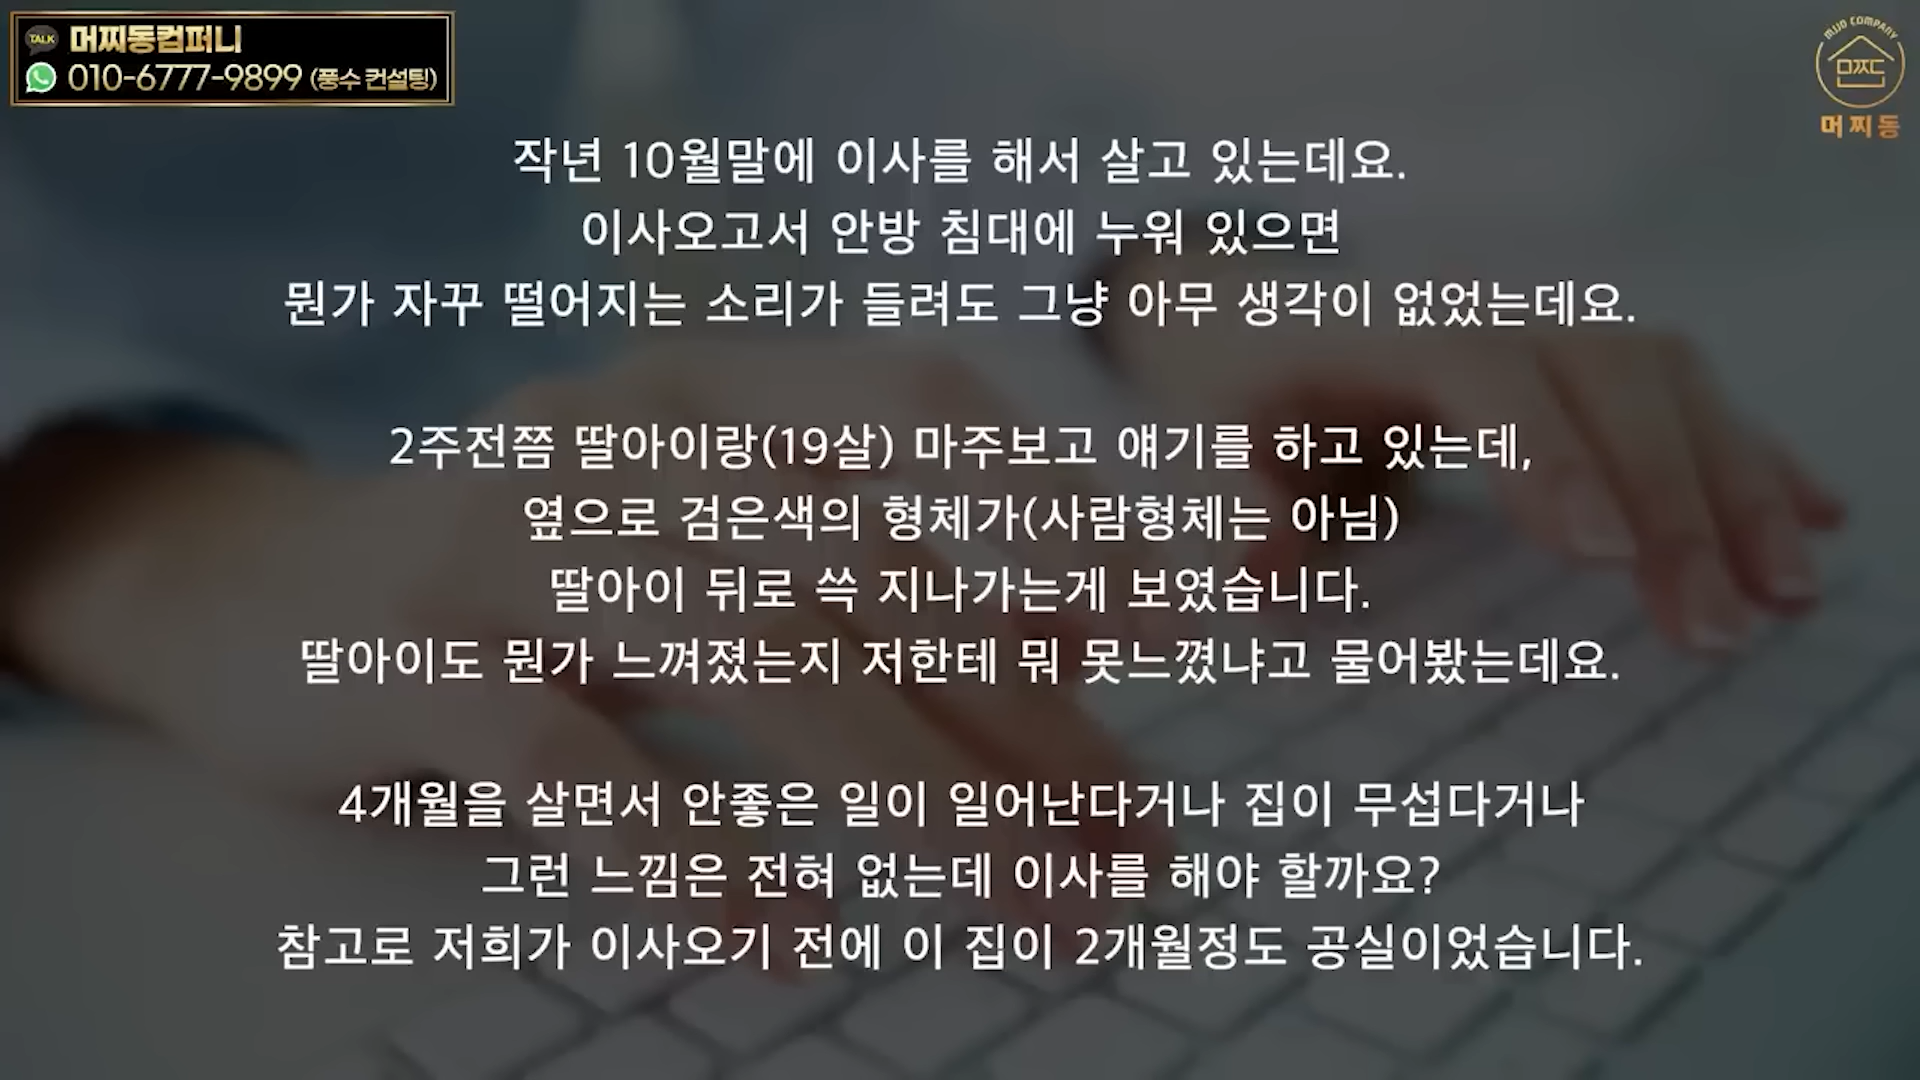 TALK 머찌동컴퍼니
010-6777-9899 (풍수 컨설팅)
MJJD COMPANY
머찌동
작년 10월말에 이사를 해서 살고 있는데요.
이사오고서 안방 침대에 누워 있으면
뭔가 자꾸 떨어지는 소리가 들려도 그냥 아무 생각이 없었는데요.
2주전쯤 딸아이랑(19살) 마주보고 얘기를 하고 있는데,
옆으로 검은색의 형체가(사람형체는 아님)
딸아이 뒤로 쓱 지나가는게 보였습니다.
딸아이도 뭔가 느껴졌는지 저한테 뭐 못느꼈냐고 물어봤는데요.
4개월을 살면서 안좋은 일이 일어난다거나 집이 무섭다거나
그런 느낌은 전혀 없는데 이사를 해야 할까요?
참고로 저희가 이사오기 전에 이 집이 2개월정도 공실이었습니다.